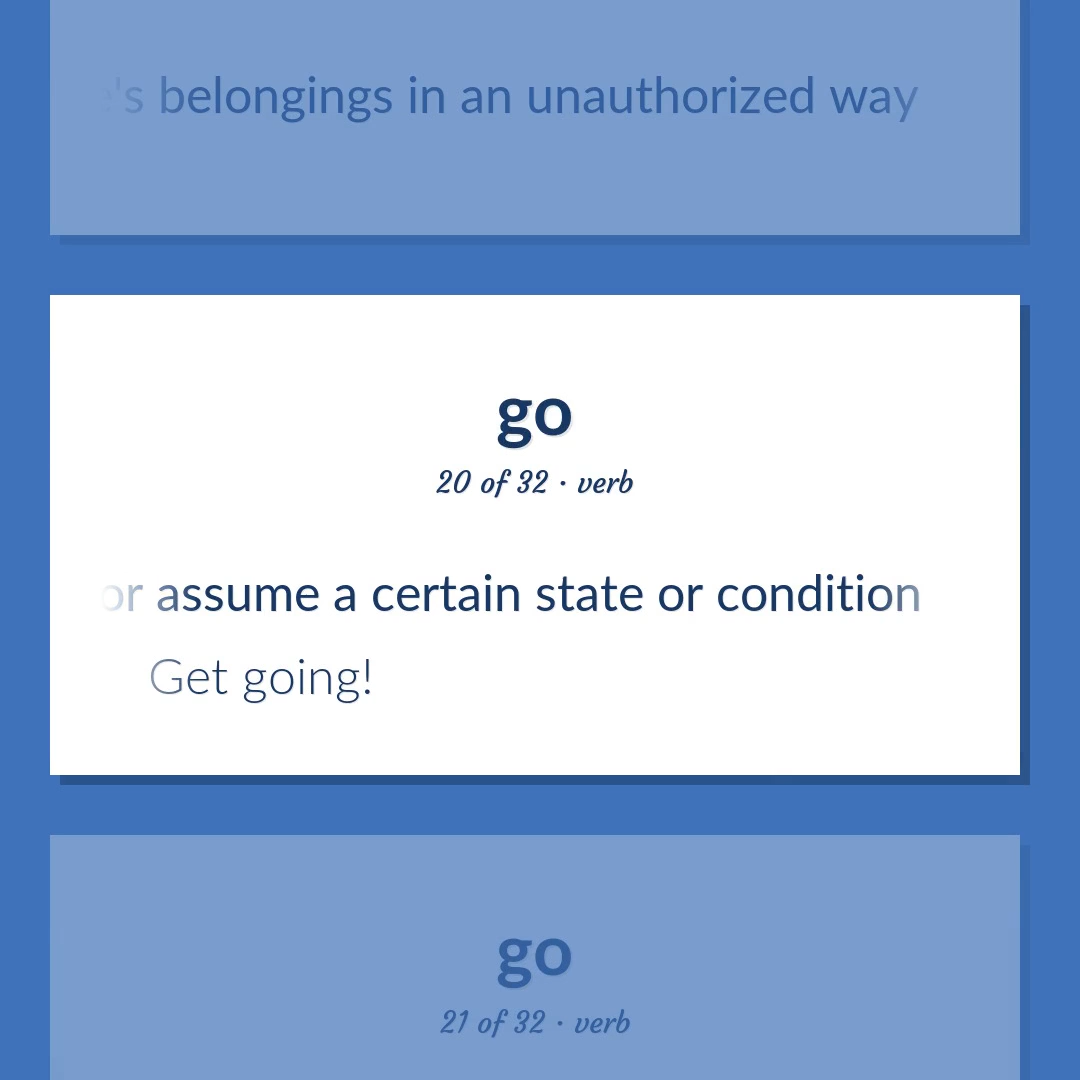 's belongings in an unauthorized way
go
20 of 32 · verb
or assume a certain state or condition
Get going!
go
21 of 32 · verb